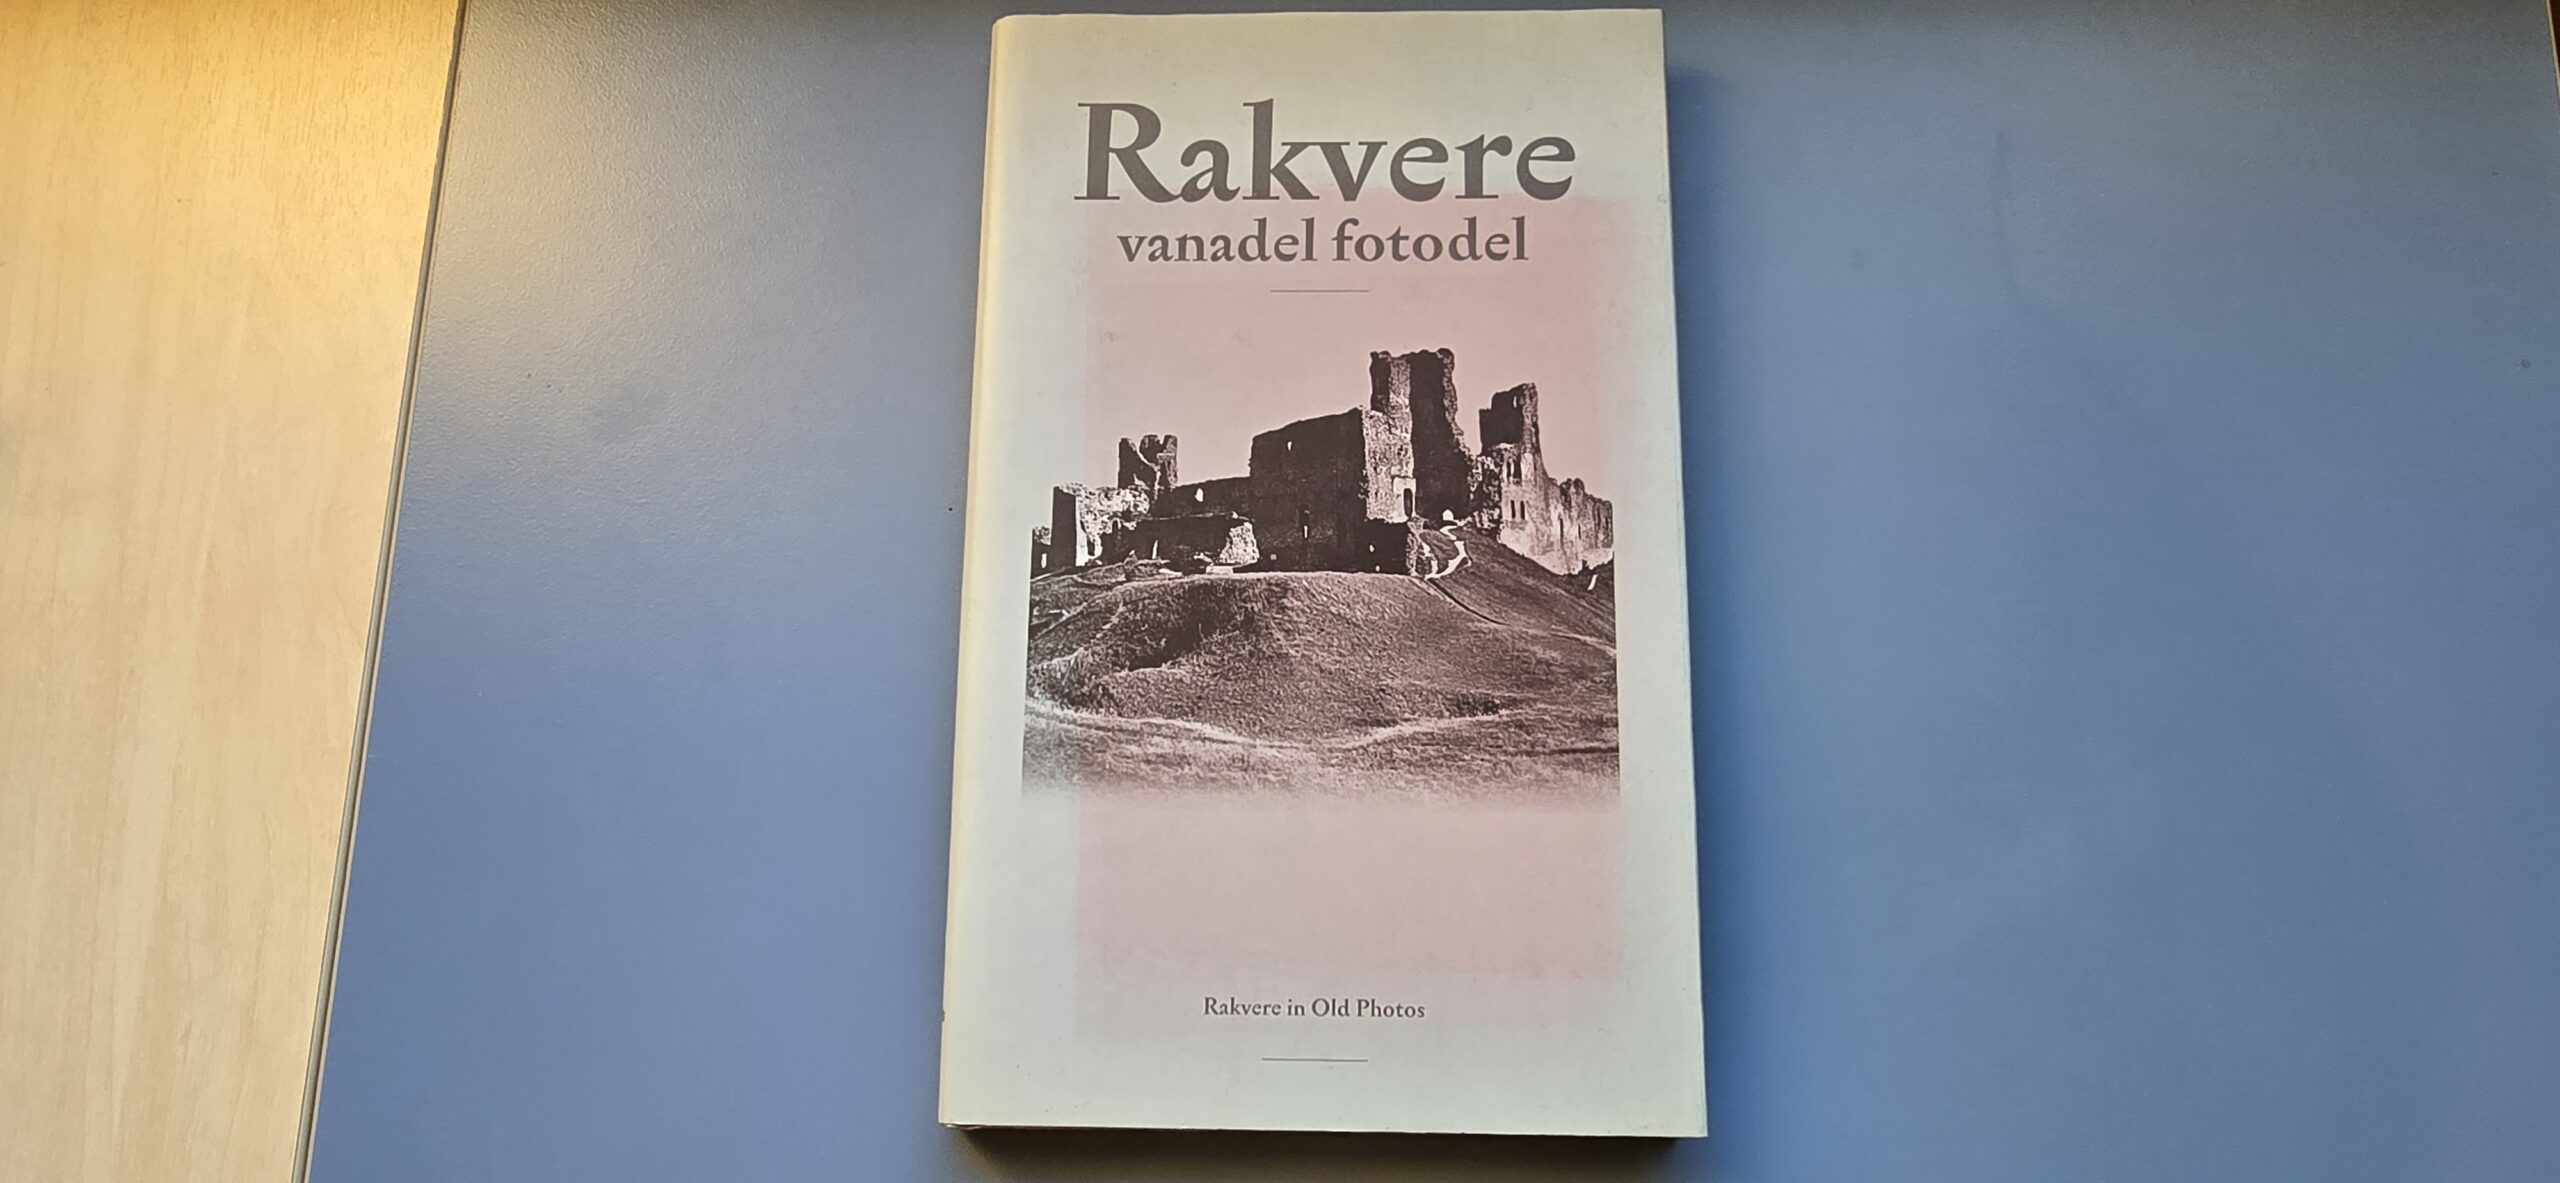 Rakvere
vanadel fotodel
Rakvere in Old Photos